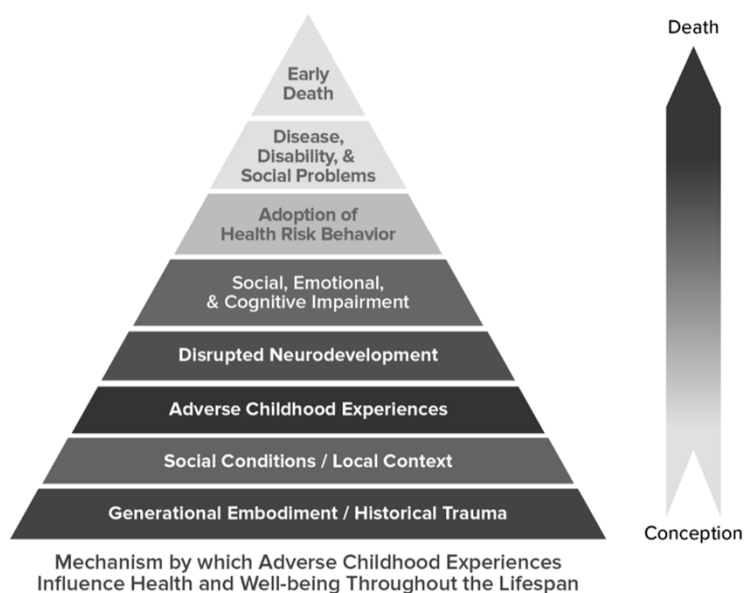 Death
Early
Death
Disease,
Disability, &
Social Problems
Adoption of
Health Risk Behavior
Social, Emotional,
& Cognitive Impairment
Disrupted Neurodevelopment
Adverse Childhood Experiences
Social Conditions / Local Context
Generational Embodiment / Historical Trauma
Conception
Mechanism by which Adverse Childhood Experiences
Influence Health and Well-being Throughout the Lifespan